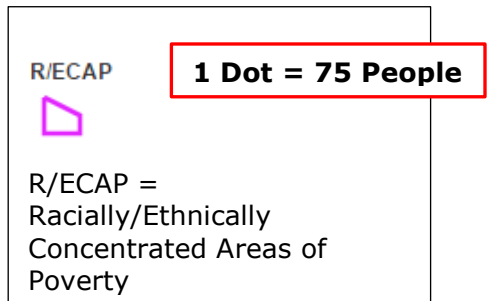 R/ECAP
1 Dot = 75 People
R/ECAP =
Racially/Ethnically
Concentrated Areas of
Poverty